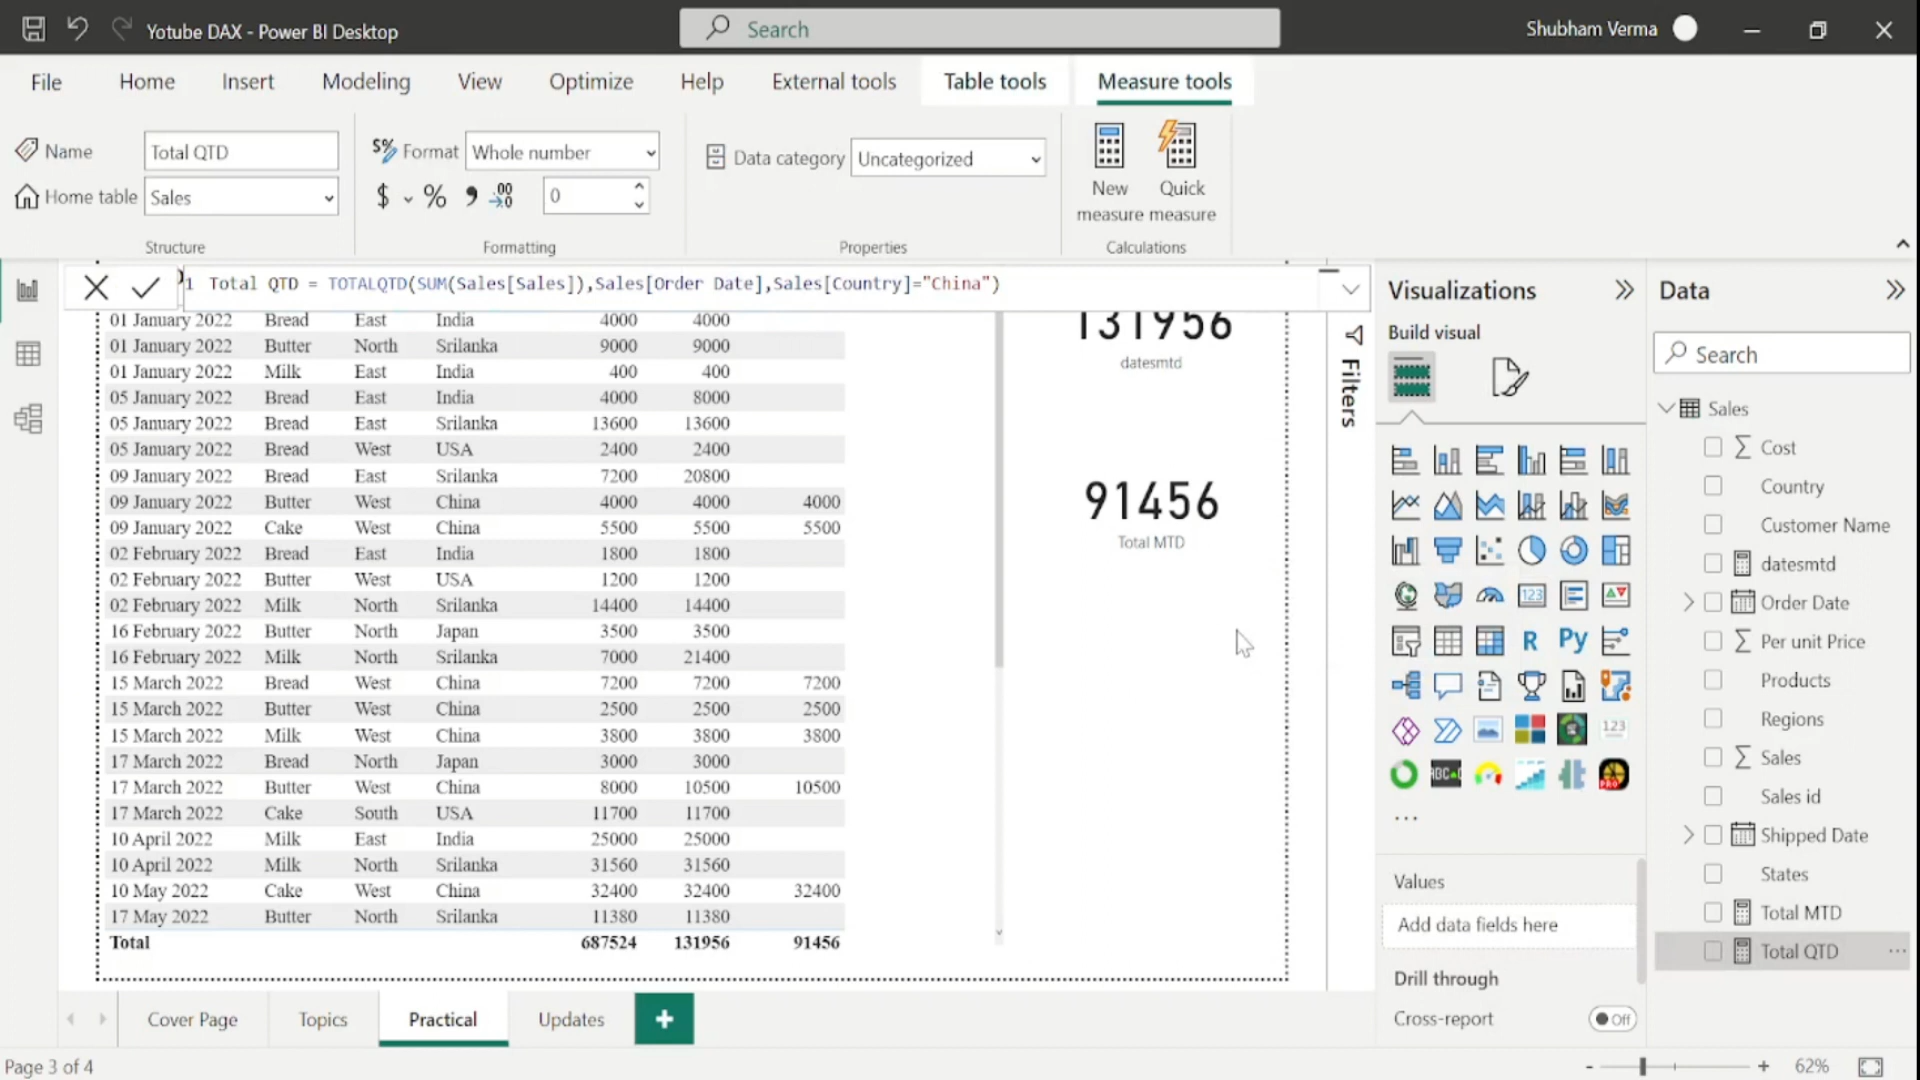 Yotube DAX - Power BI Desktop
Search
Shubham Verma
File Home Insert Modeling View Optimize Help External tools Table tools Measure tools
Name Total QTD
Format Whole number
Data category Uncategorized
Home table Sales
$ % 0
New measure
Quick measure
Structure Formatting Properties Calculations
1 Total QTD = TOTALQTD(SUM(Sales[Sales]),Sales[Order Date],Sales[Country]="China")
01 January 2022 Bread East India 4000 4000
01 January 2022 Butter North Srilanka 9000 9000
01 January 2022 Milk East India 400 400
05 January 2022 Bread East India 4000 8000
05 January 2022 Bread East Srilanka 13600 13600
05 January 2022 Bread West USA 2400 2400
09 January 2022 Bread East Srilanka 7200 20800
09 January 2022 Butter West China 4000 4000 4000
09 January 2022 Cake West China 5500 5500 5500
02 February 2022 Bread East India 1800 1800
02 February 2022 Butter West USA 1200 1200
02 February 2022 Milk North Srilanka 14400 14400
16 February 2022 Butter North Japan 3500 3500
16 February 2022 Milk North Srilanka 7000 21400
15 March 2022 Bread West China 7200 7200 7200
15 March 2022 Butter West China 2500 2500 2500
15 March 2022 Milk West China 3800 3800 3800
17 March 2022 Bread North Japan 3000 3000
17 March 2022 Butter West China 8000 10500 10500
17 March 2022 Cake South USA 11700 11700
10 April 2022 Milk East India 25000 25000
10 April 2022 Milk North Srilanka 31560 31560
10 May 2022 Cake West China 32400 32400 32400
17 May 2022 Butter North Srilanka 11380 11380
Total 687524 131956 91456
131956
datesmtd
91456
Total MTD
Filters
Visualizations
Build visual
R Py
123
123
ABC
PRO
...
Values
Add data fields here
Drill through
Cross-report Off
Data
Search
Sales
Cost
Country
Customer Name
datesmtd
Order Date
Per unit Price
Products
Regions
Sales
Sales id
Shipped Date
States
Total MTD
Total QTD ...
Cover Page Topics Practical Updates +
Page 3 of 4
- + 62%